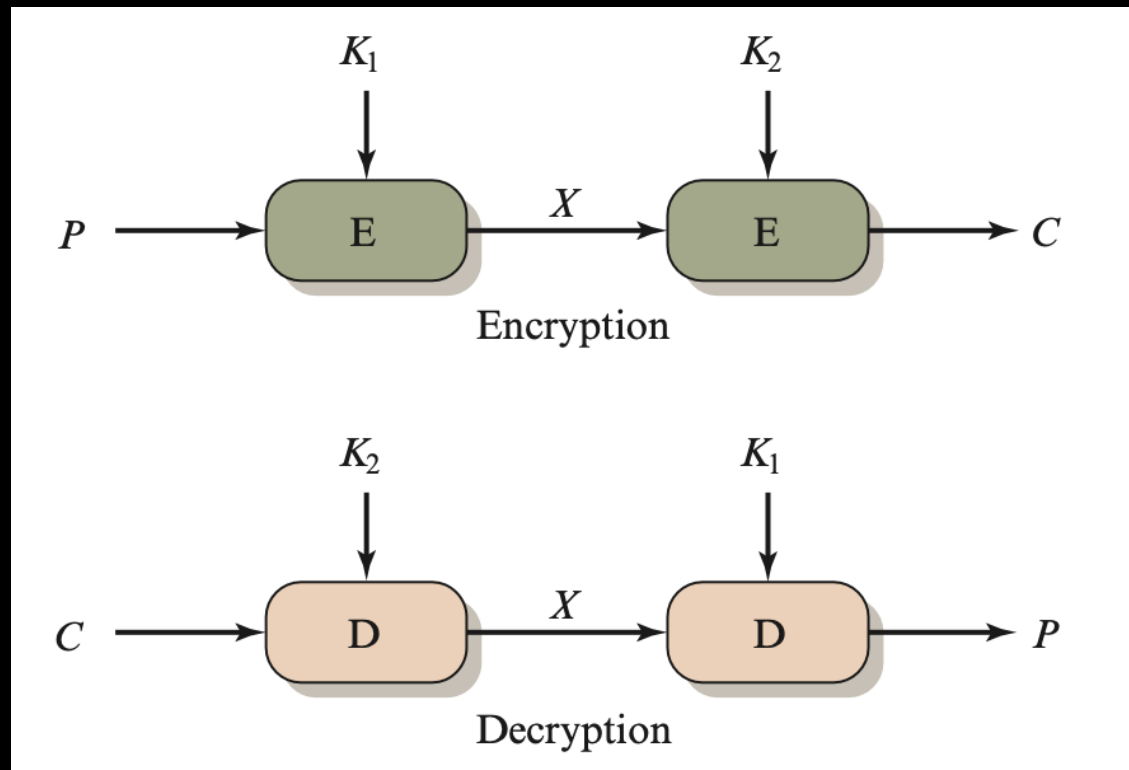 K₁ K₂
P E X E C
Encryption
K₂ K₁
C D X D P
Decryption